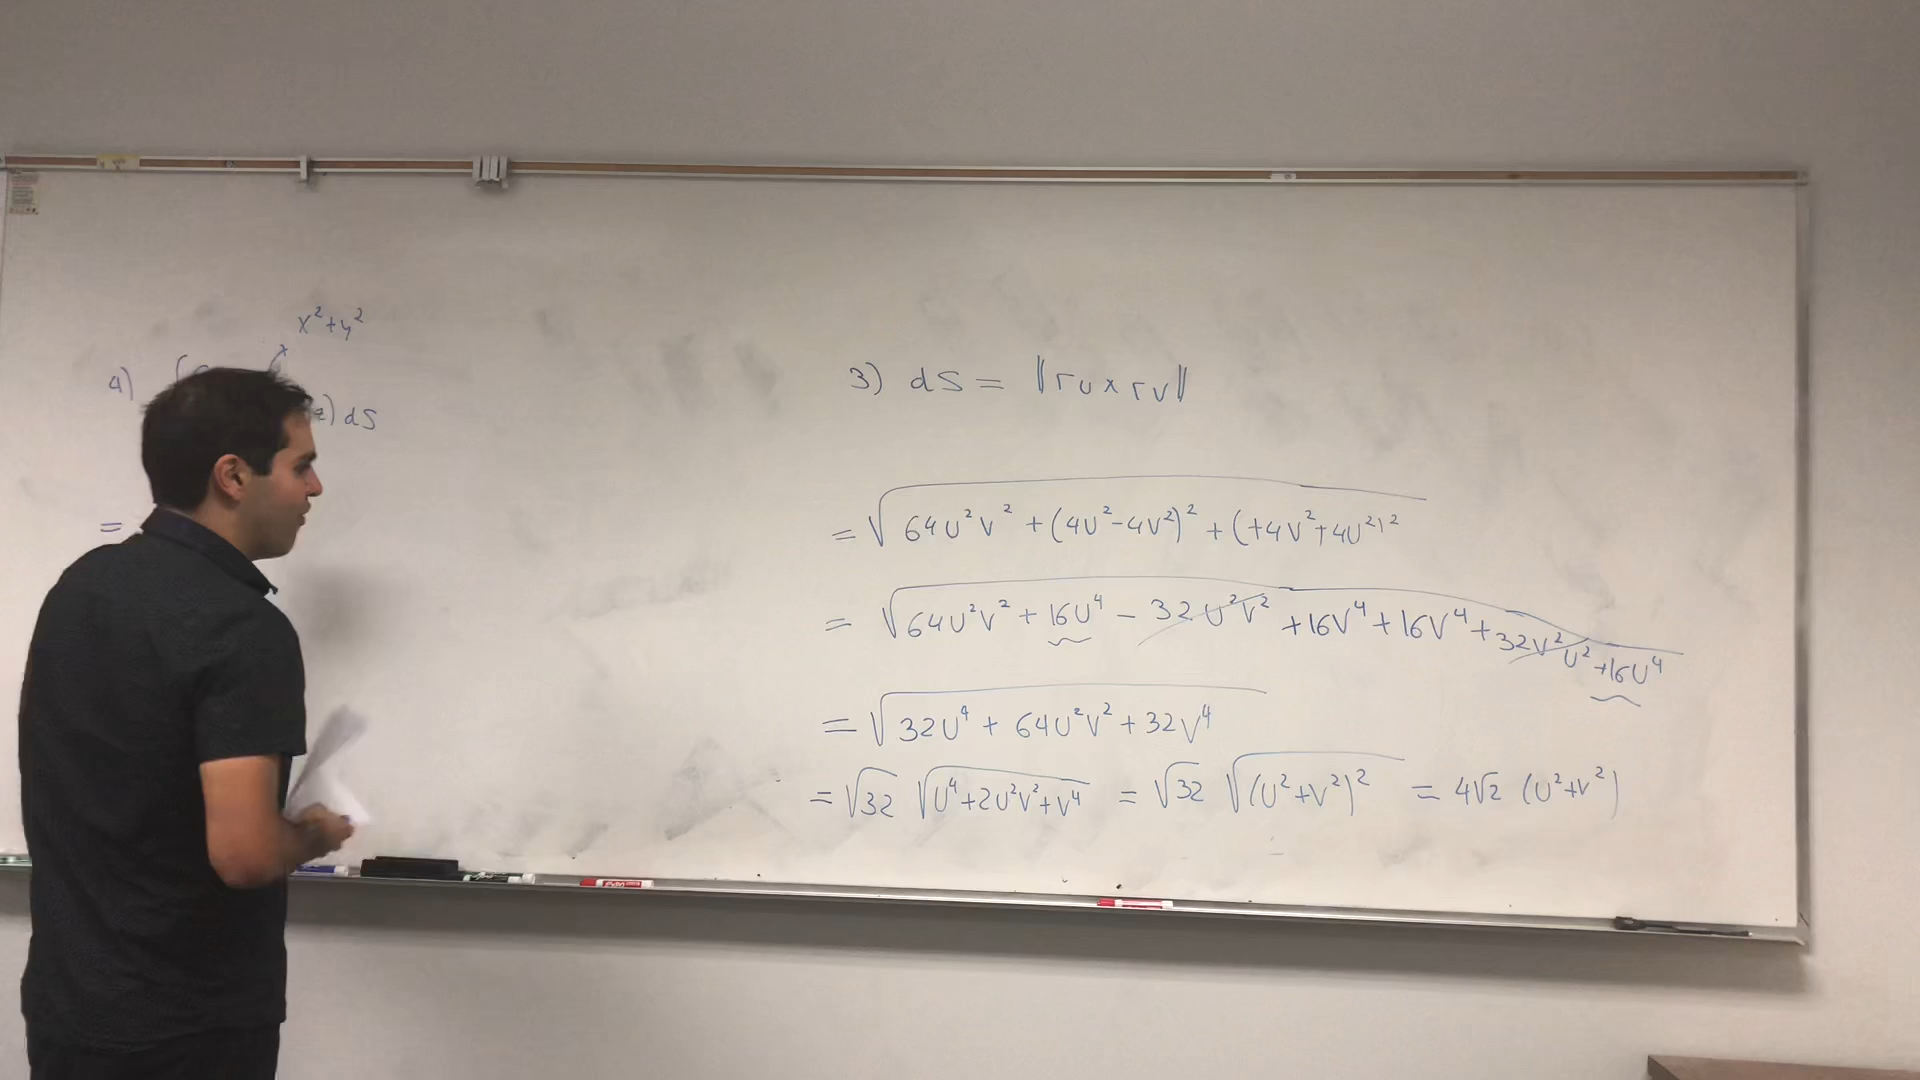 x²+y²
4)
z) dS
=
3) dS = ‖ru × rv‖
= √(64u²v² + (4u²-4v²)² + (+4v²+4u²)²)
= √(64u²v² + 16u⁴ - 32u²v² + 16v⁴ + 16v⁴ + 32v²u² + 16u⁴)
= √(32u⁴ + 64u²v² + 32v⁴)
= √32 √(u⁴+2u²v²+v⁴) = √32 √((u²+v²)²) = 4√2 (u²+v²)